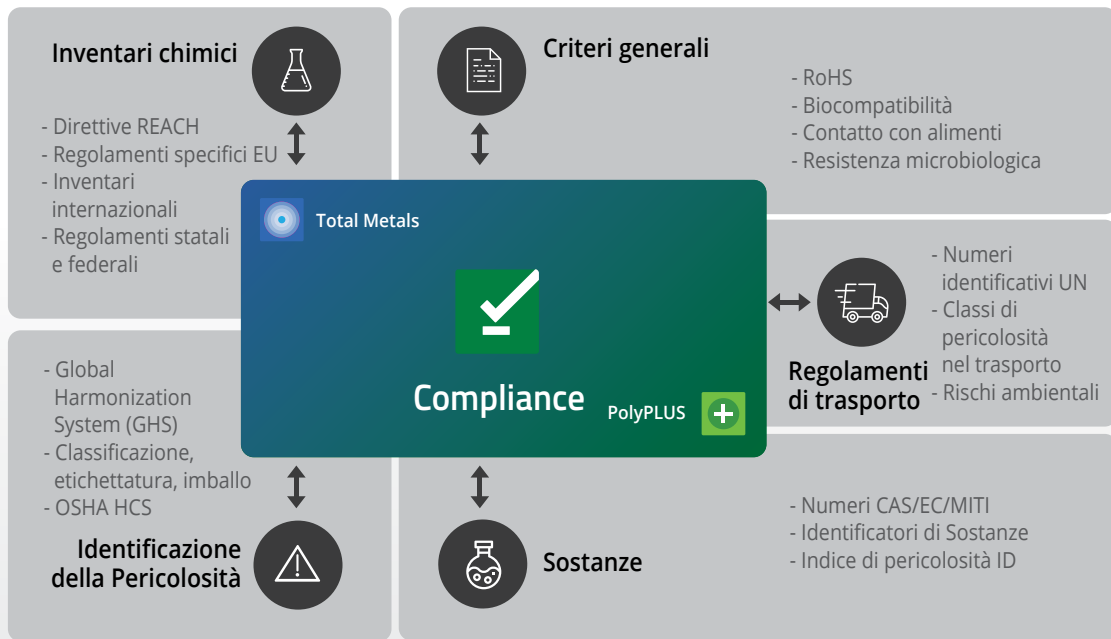 Inventari chimici
- Direttive REACH
- Regolamenti specifici EU
- Inventari
internazionali
- Regolamenti statali
e federali
Criteri generali
- RoHS
- Biocompatibilità
- Contatto con alimenti
- Resistenza microbiologica
Total Metals
Compliance
PolyPLUS
- Numeri
identificativi UN
- Classi di
pericolosità
nel trasporto
- Rischi ambientali
Regolamenti
di trasporto
- Global
Harmonization
System (GHS)
- Classificazione,
etichettatura, imballo
- OSHA HCS
Identificazione
della Pericolosità
Sostanze
- Numeri CAS/EC/MITI
- Identificatori di Sostanze
- Indice di pericolosità ID